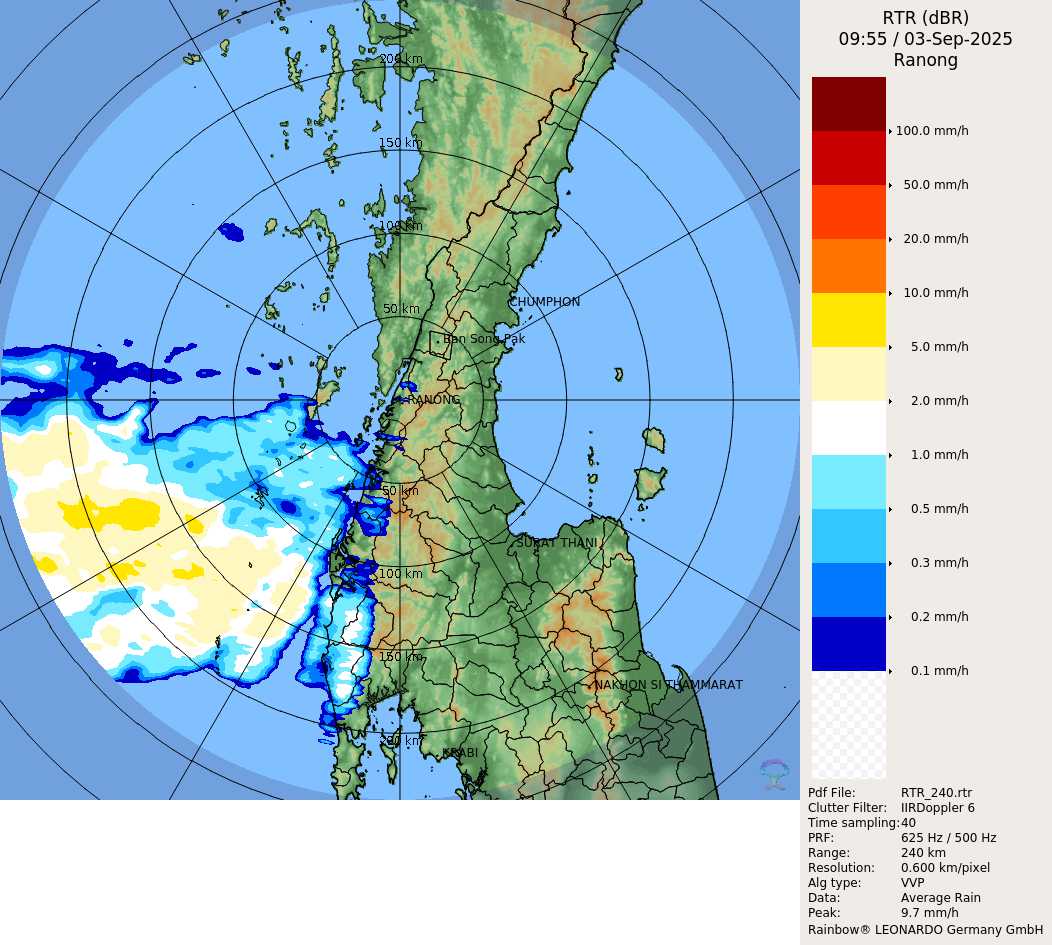 RTR (dBR)
09:55 / 03-Sep-2025
Ranong
100.0 mm/h
50.0 mm/h
20.0 mm/h
10.0 mm/h
5.0 mm/h
2.0 mm/h
1.0 mm/h
0.5 mm/h
0.3 mm/h
0.2 mm/h
0.1 mm/h
200 km
150 km
100 km
CHUMPHON
50 km
Ban Song Pak
RANONG
50 km
SURAT THANI
100 km
150 km
NAKHON SI THAMMARAT
200 km
KRABI
Pdf File: RTR_240.rtr
Clutter Filter: IIRDoppler 6
Time sampling: 40
PRF: 625 Hz / 500 Hz
Range: 240 km
Resolution: 0.600 km/pixel
Alg type: VVP
Data: Average Rain
Peak: 9.7 mm/h
Rainbow® LEONARDO Germany GmbH